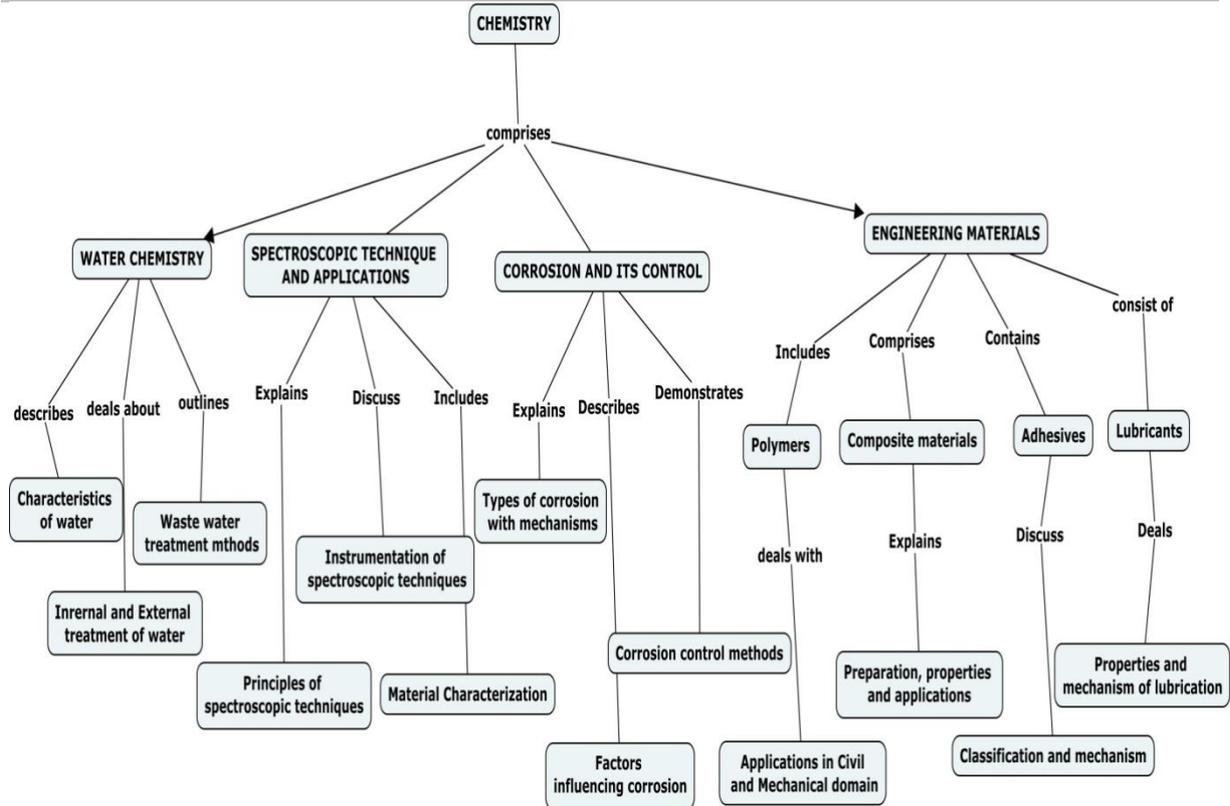 CHEMISTRY
comprises
WATER CHEMISTRY
SPECTROSCOPIC TECHNIQUE
AND APPLICATIONS
CORROSION AND ITS CONTROL
ENGINEERING MATERIALS
describes
deals about
outlines
Explains
Discuss
Includes
Explains
Describes
Demonstrates
Includes
Comprises
Contains
consist of
Characteristics
of water
Waste water
treatment mthods
Inrernal and External
treatment of water
Instrumentation of
spectroscopic techniques
Principles of
spectroscopic techniques
Material Characterization
Types of corrosion
with mechanisms
Corrosion control methods
Factors
influencing corrosion
Polymers
Composite materials
Adhesives
Lubricants
deals with
Explains
Discuss
Deals
Applications in Civil
and Mechanical domain
Preparation, properties
and applications
Classification and mechanism
Properties and
mechanism of lubrication